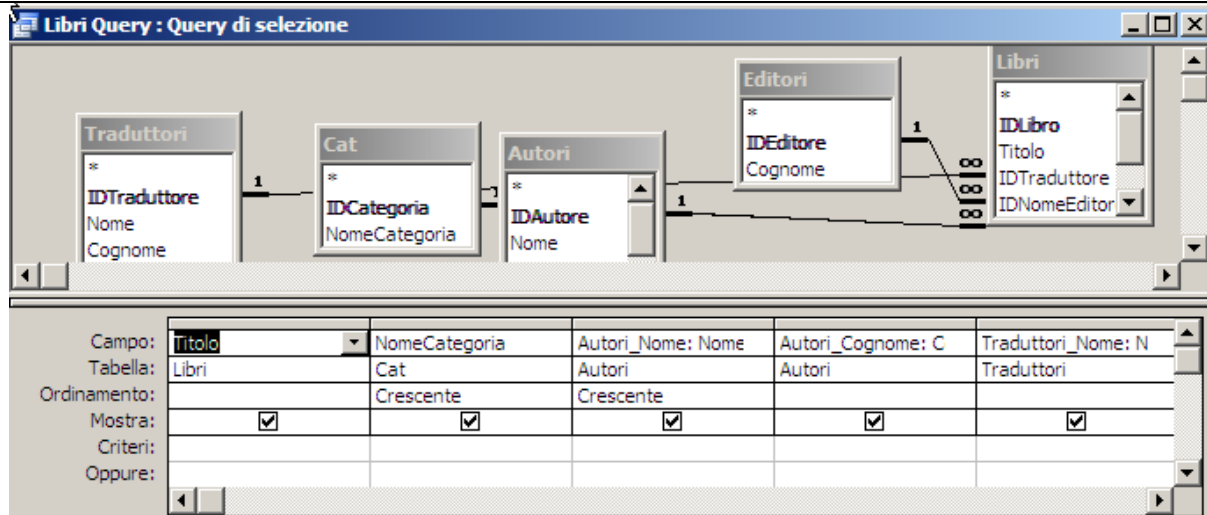 Libri Query : Query di selezione
Traduttori
*
IDTraduttore
Nome
Cognome
1
Cat
*
IDCategoria
NomeCategoria
Autori
*
IDAutore
Nome
1
Editori
*
IDEditore
Cognome
1
∞
∞
∞
Libri
*
IDLibro
Titolo
IDTraduttore
IDNomeEditor
Campo: Titolo NomeCategoria Autori_Nome: Nome Autori_Cognome: C Traduttori_Nome: N
Tabella: Libri Cat Autori Autori Traduttori
Ordinamento: Crescente Crescente
Mostra:
Criteri:
Oppure: